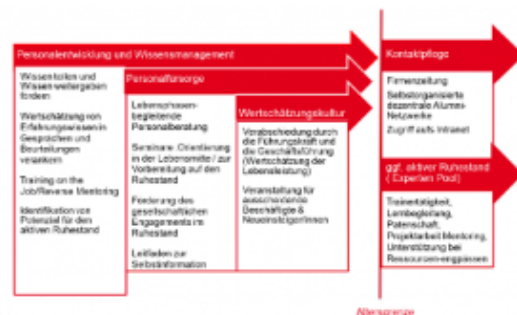 Personalentwicklung und Wissensmanagement
Wissen teilen und
Wissen weitergeben
fördern
Wertschätzung von
Erfahrungswissen in
Gesprächen und
Beurteilungen
verankern
Training on the
Job/Reverse Mentoring
Identifikation von
Potenzial für den
aktiven Ruhestand
Personalfürsorge
Lebensphasen-
begleitende
Personalberatung
Seminare: Orientierung
in der Lebensmitte / zur
Vorbereitung auf den
Ruhestand
Förderung des
gesellschaftlichen
Engagements im
Ruhestand
Leitfaden zur
Selbstinformation
Wertschätzungskultur
Verabschiedung durch
die Führungskraft und
die Geschäftsführung
(Wertschätzung der
Lebensleistung)
Veranstaltung für
ausscheidende
Beschäftigte &
NeueinsteigerInnen
Kontaktpflege
Firmenzeitung
Selbstorganisierte
dezentrale Alumni-
Netzwerke
Zugriff aufs Intranet
ggf. aktiver Ruhestand
( Experten Pool)
Trainertätigkeit,
Lernbegleitung,
Patenschaft,
Projektarbeit Mentoring,
Unterstützung bei
Ressourcen-engpässen
Altersgrenze